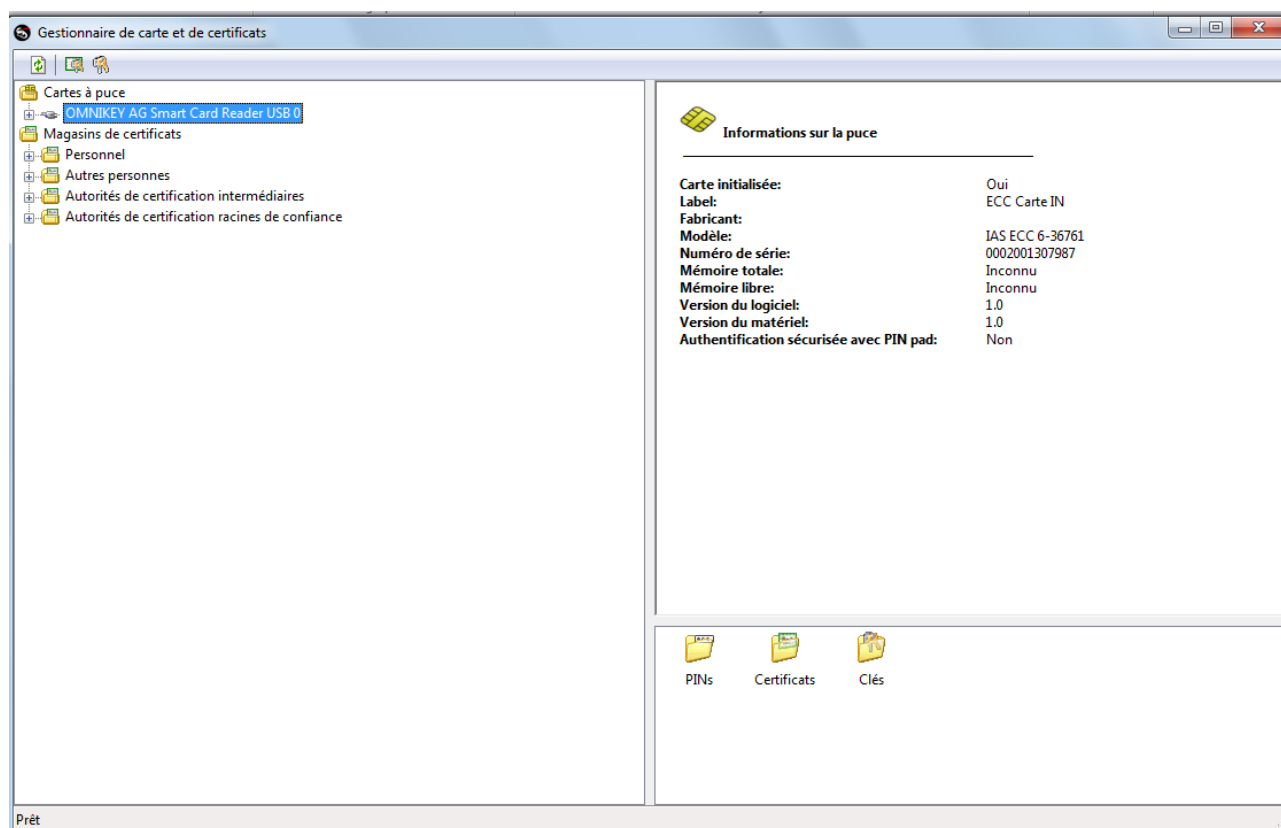 Gestionnaire de carte et de certificats
Cartes à puce
OMNIKEY AG Smart Card Reader USB 0
Magasins de certificats
Personnel
Autres personnes
Autorités de certification intermédiaires
Autorités de certification racines de confiance
Informations sur la puce
Carte initialisée: Oui
Label: ECC Carte IN
Fabricant:
Modèle: IAS ECC 6-36761
Numéro de série: 0002001307987
Mémoire totale: Inconnu
Mémoire libre: Inconnu
Version du logiciel: 1.0
Version du matériel: 1.0
Authentification sécurisée avec PIN pad: Non
PINs Certificats Clés
Prêt